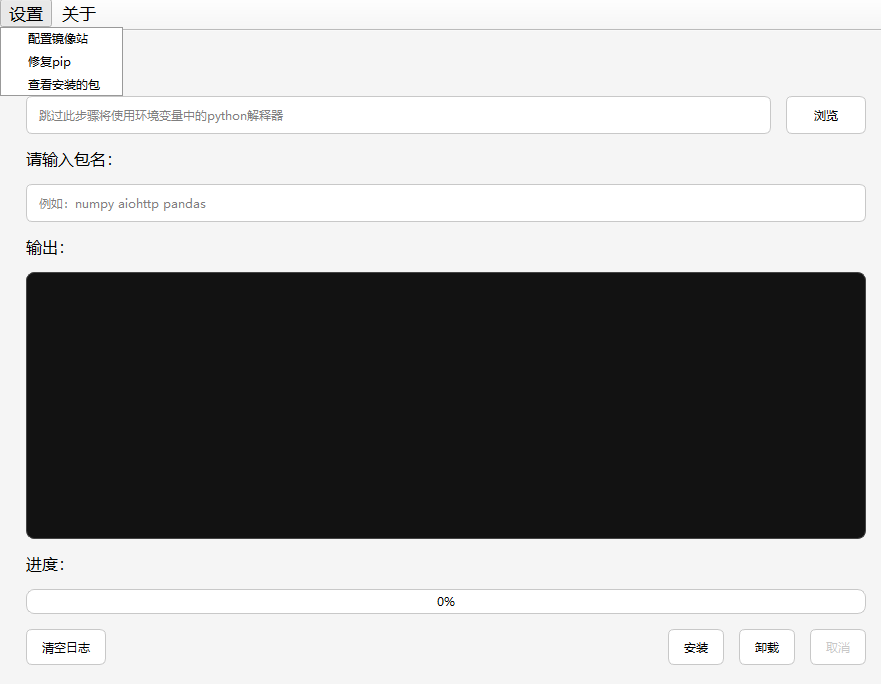 设置 关于
配置镜像站
修复pip
查看安装的包
跳过此步骤将使用环境变量中的python解释器 浏览
请输入包名：
例如：numpy aiohttp pandas
输出：
进度：
0%
清空日志 安装 卸载 取消